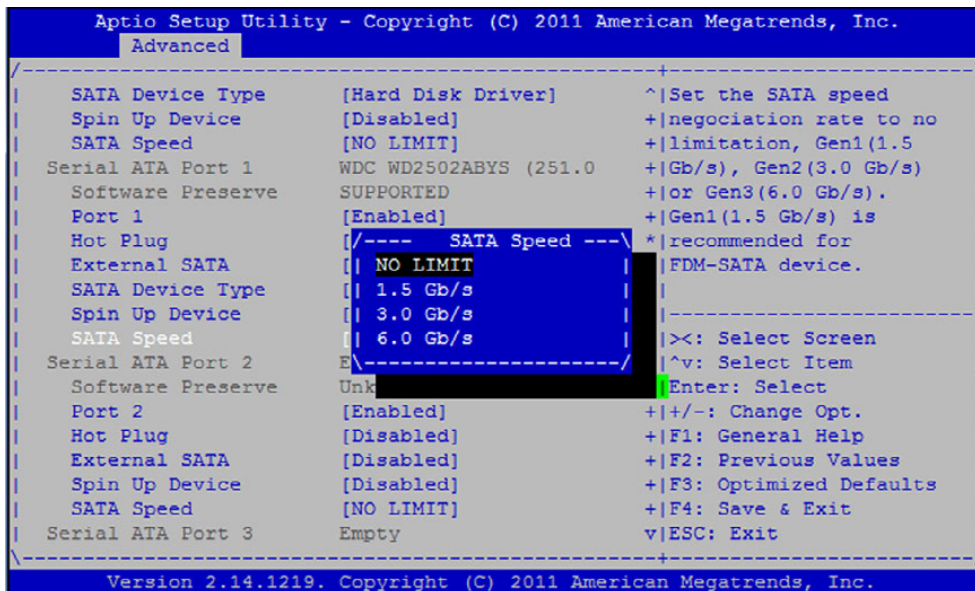 Aptio Setup Utility - Copyright (C) 2011 American Megatrends, Inc.
Advanced
/----------------------------------------------------+------------------------
| SATA Device Type [Hard Disk Driver] ^|Set the SATA speed
| Spin Up Device [Disabled] +|negociation rate to no
| SATA Speed [NO LIMIT] +|limitation, Gen1(1.5
| Serial ATA Port 1 WDC WD2502ABYS (251.0 +|Gb/s), Gen2(3.0 Gb/s)
| Software Preserve SUPPORTED +|or Gen3(6.0 Gb/s).
| Port 1 [Enabled] +|Gen1(1.5 Gb/s) is
| Hot Plug [/---- SATA Speed ---\ *|recommended for
| External SATA [| NO LIMIT | |FDM-SATA device.
| SATA Device Type [| 1.5 Gb/s | |
| Spin Up Device [| 3.0 Gb/s | |------------------------
| SATA Speed [| 6.0 Gb/s | |><: Select Screen
| Serial ATA Port 2 E\---------------------/ |^v: Select Item
| Software Preserve Unk |Enter: Select
| Port 2 [Enabled] +|+/-: Change Opt.
| Hot Plug [Disabled] +|F1: General Help
| External SATA [Disabled] +|F2: Previous Values
| Spin Up Device [Disabled] +|F3: Optimized Defaults
| SATA Speed [NO LIMIT] +|F4: Save & Exit
| Serial ATA Port 3 Empty v|ESC: Exit
\----------------------------------------------------+------------------------
Version 2.14.1219. Copyright (C) 2011 American Megatrends, Inc.